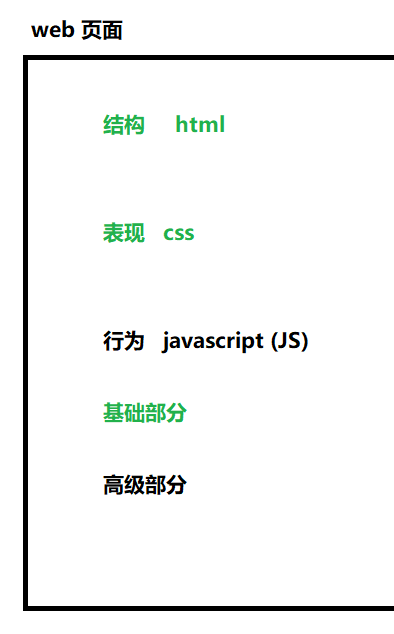 web 页面
结构 html
表现 css
行为 javascript (JS)
基础部分
高级部分